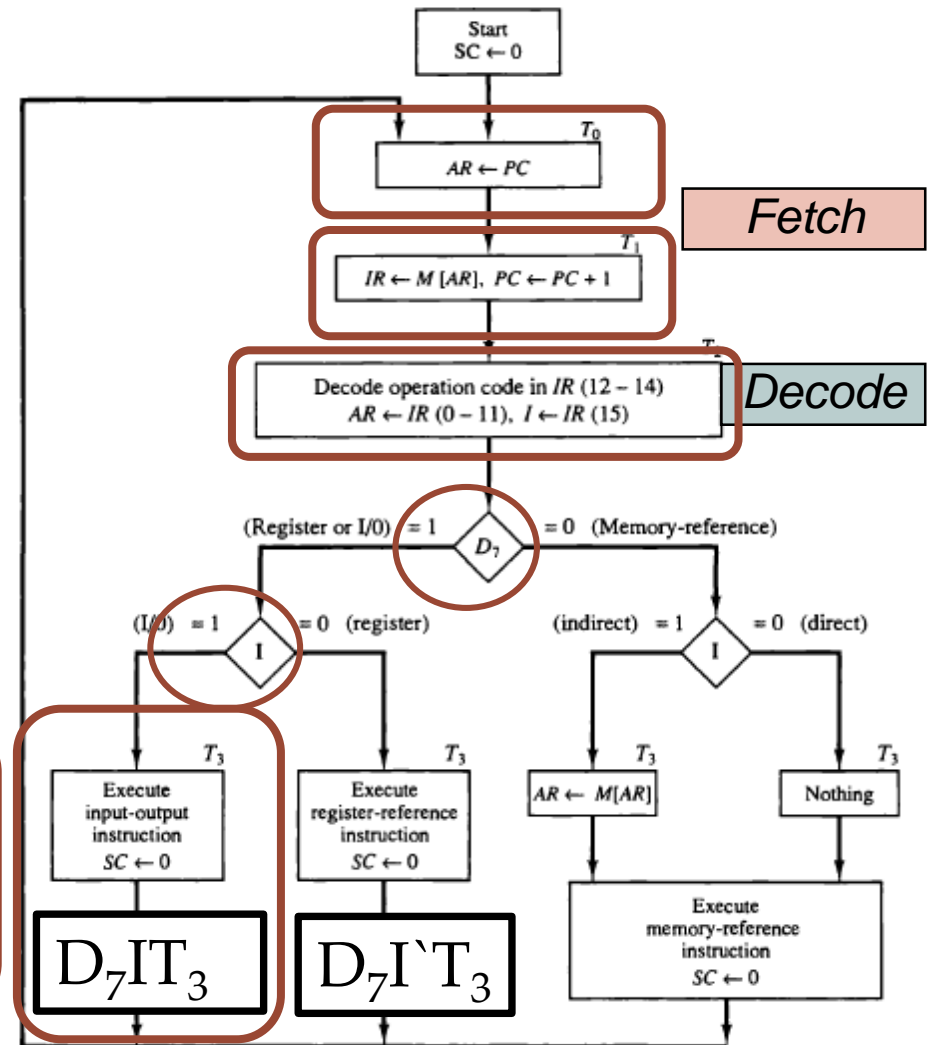 Start
SC ← 0
T₀
AR ← PC
Fetch
T₁
IR ← M [AR], PC ← PC + 1
Decode operation code in IR (12 – 14)
AR ← IR (0 – 11), I ← IR (15)
Decode
(Register or I/0) = 1
D₇
= 0 (Memory-reference)
(I/0) = 1
I
= 0 (register)
(indirect) = 1
I
= 0 (direct)
T₃
Execute
input-output
instruction
SC ← 0
T₃
Execute
register-reference
instruction
SC ← 0
T₃
AR ← M[AR]
T₃
Nothing
Execute
memory-reference
instruction
SC ← 0
D₇IT₃
D₇I`T₃